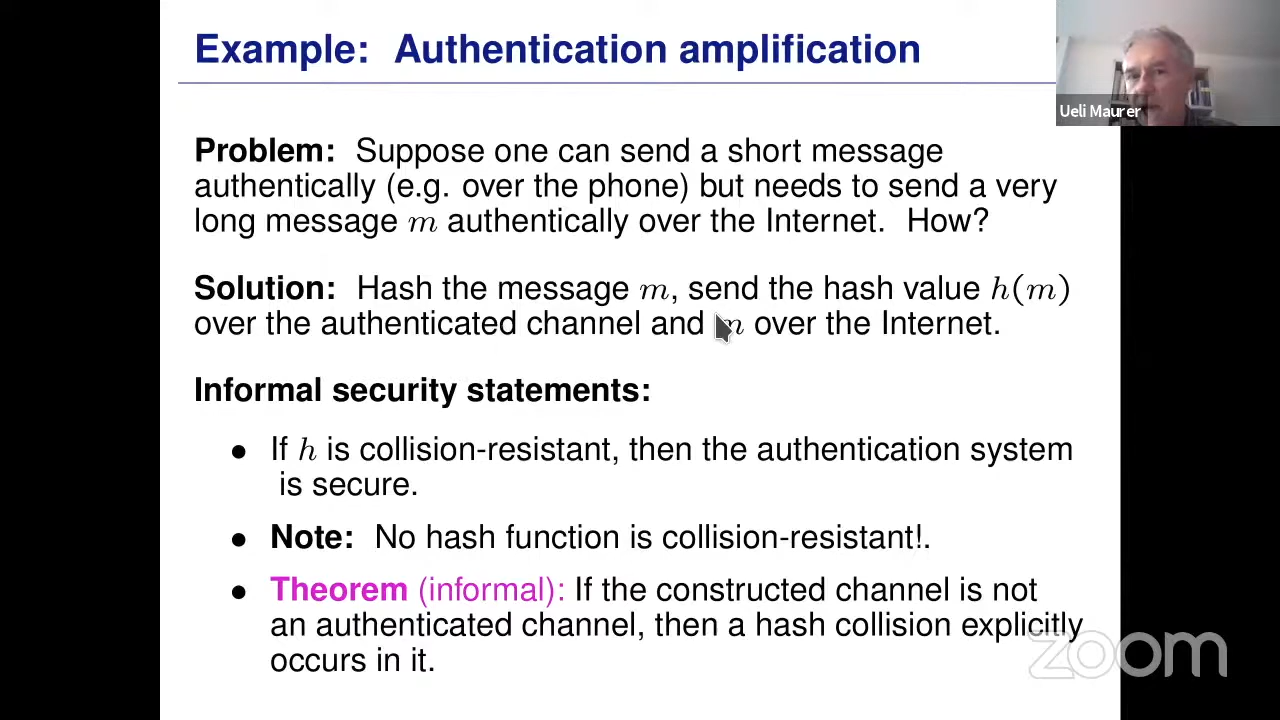 Example: Authentication amplification
Ueli Maurer
Problem: Suppose one can send a short message
authentically (e.g. over the phone) but needs to send a very
long message m authentically over the Internet. How?
Solution: Hash the message m, send the hash value h(m)
over the authenticated channel and m over the Internet.
Informal security statements:
• If h is collision-resistant, then the authentication system
is secure.
• Note: No hash function is collision-resistant!.
• Theorem (informal): If the constructed channel is not
an authenticated channel, then a hash collision explicitly
occurs in it.
zoom